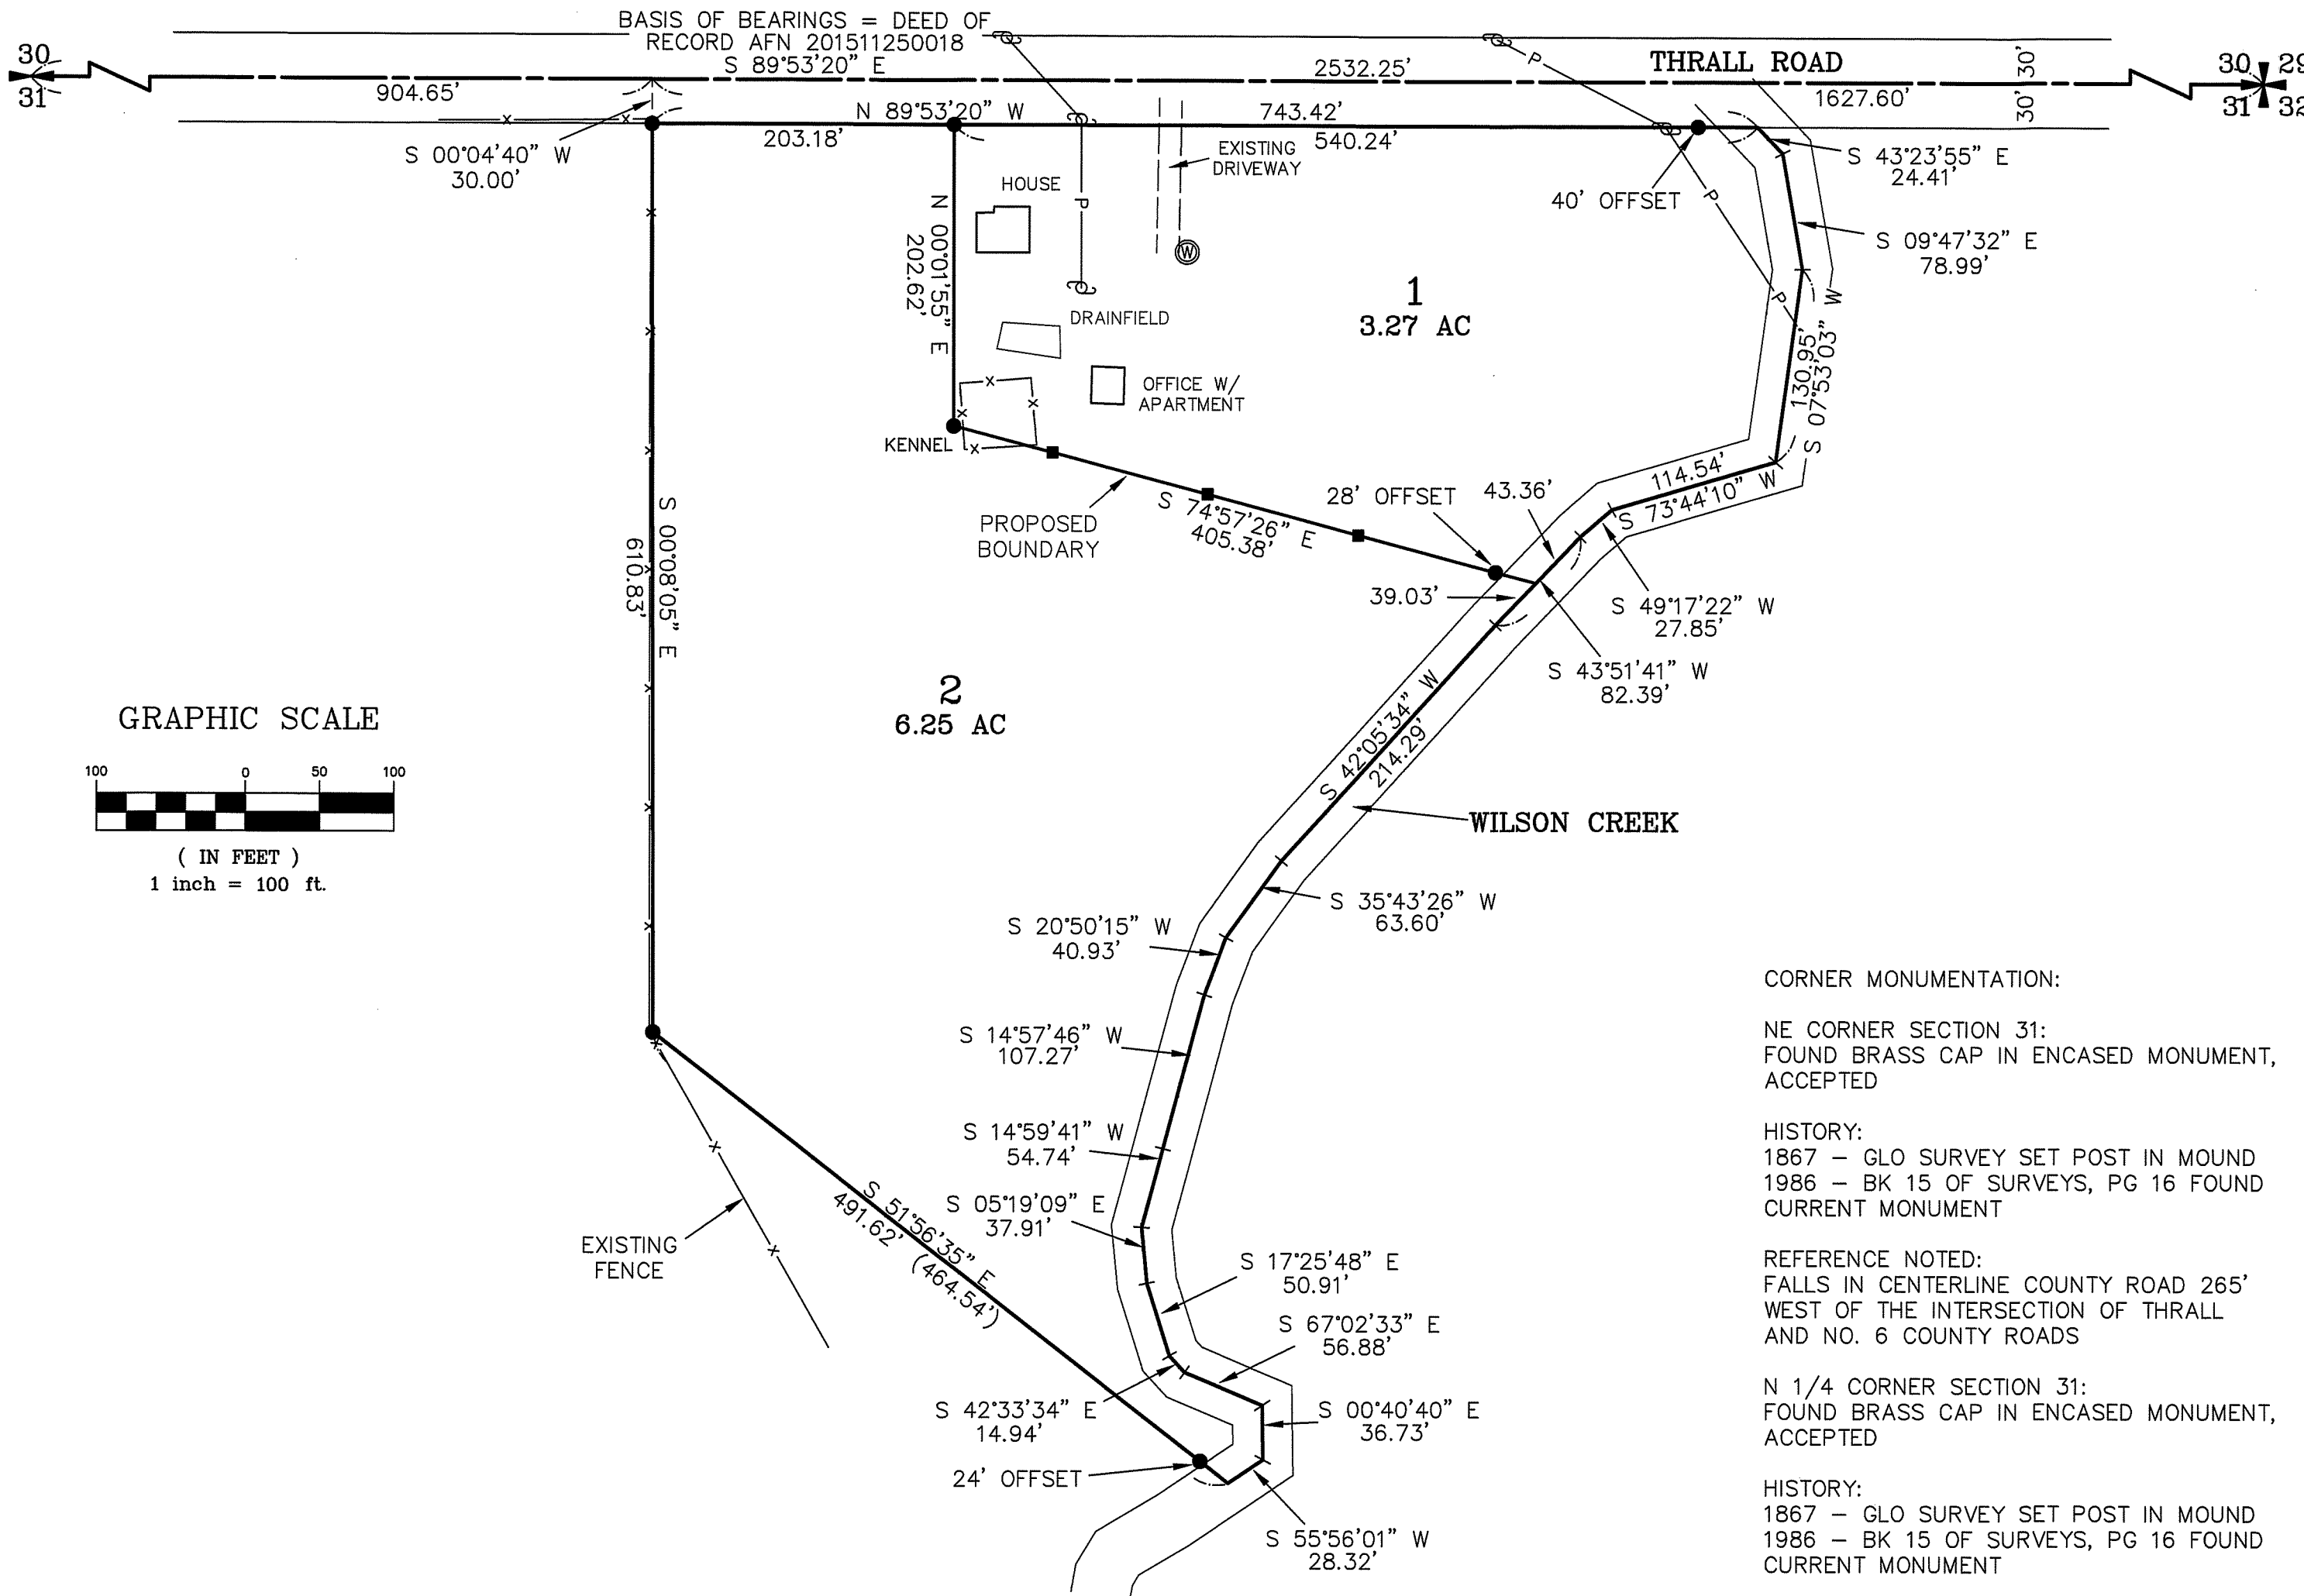 BASIS OF BEARINGS = DEED OF
RECORD AFN 201511250018
S 89°53'20" E
2532.25'
THRALL ROAD
30
31
904.65'
1627.60'
30'
30'
30 29
31 32
N 89°53'20" W
743.42'
203.18'
540.24'
S 00°04'40" W
30.00'
EXISTING
DRIVEWAY
HOUSE
P
P
P
P
W
40' OFFSET
S 43°23'55" E
24.41'
S 09°47'32" E
78.99'
N 00°01'55" E
202.62'
1
3.27 AC
DRAINFIELD
OFFICE W/
APARTMENT
KENNEL
S 07°53'03" W
130.95'
114.54'
S 73°44'10" W
28' OFFSET
43.36'
S 74°57'26" E
405.38'
PROPOSED
BOUNDARY
39.03'
S 49°17'22" W
27.85'
S 43°51'41" W
82.39'
S 00°08'05" E
610.83'
2
6.25 AC
S 42°05'34" W
214.29'
GRAPHIC SCALE
100 0 50 100
( IN FEET )
1 inch = 100 ft.
WILSON CREEK
S 35°43'26" W
63.60'
S 20°50'15" W
40.93'
S 14°57'46" W
107.27'
S 14°59'41" W
54.74'
S 05°19'09" E
37.91'
S 17°25'48" E
50.91'
S 67°02'33" E
56.88'
S 51°56'35" E
491.62' (464.54')
EXISTING
FENCE
S 42°33'34" E
14.94'
S 00°40'40" E
36.73'
24' OFFSET
S 55°56'01" W
28.32'
CORNER MONUMENTATION:
NE CORNER SECTION 31:
FOUND BRASS CAP IN ENCASED MONUMENT,
ACCEPTED
HISTORY:
1867 – GLO SURVEY SET POST IN MOUND
1986 – BK 15 OF SURVEYS, PG 16 FOUND
CURRENT MONUMENT
REFERENCE NOTED:
FALLS IN CENTERLINE COUNTY ROAD 265'
WEST OF THE INTERSECTION OF THRALL
AND NO. 6 COUNTY ROADS
N 1/4 CORNER SECTION 31:
FOUND BRASS CAP IN ENCASED MONUMENT,
ACCEPTED
HISTORY:
1867 – GLO SURVEY SET POST IN MOUND
1986 – BK 15 OF SURVEYS, PG 16 FOUND
CURRENT MONUMENT